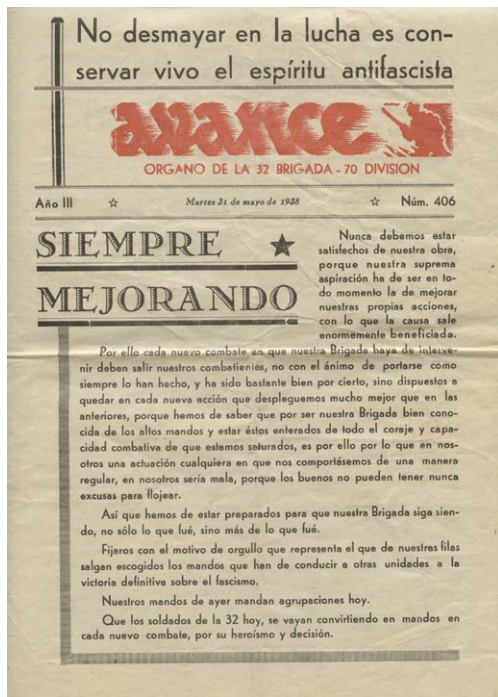 No desmayar en la lucha es con-
servar vivo el espíritu antifascista
avance
ORGANO DE LA 32 BRIGADA - 70 DIVISION
Año III ☆ Martes 31 de mayo de 1938 ☆ Núm. 406
SIEMPRE ★
MEJORANDO
Nunca debemos estar
satisfechos de nuestra obra,
porque nuestra suprema
aspiración ha de ser en to-
do momento la de mejorar
nuestras propias acciones,
con lo que la causa sale
enormemente beneficiada.
Por ello cada nuevo combate en que nuestra Brigada haya de interve-
nir deben salir nuestros combatientes, no con el ánimo de portarse como
siempre lo han hecho, y ha sido bastante bien por cierto, sino dispuestos a
quedar en cada nueva acción que despleguemos mucho mejor que en las
anteriores, porque hemos de saber que por ser nuestra Brigada bien cono-
cida de los altos mandos y estar éstos enterados de todo el coraje y capa-
cidad combativa de que estamos saturados, es por ello por lo que en nos-
otros una actuación cualquiera en que nos comportásemos de una manera
regular, en nosotros sería mala, porque los buenos no pueden tener nunca
excusas para flojear.
Así que hemos de estar preparados para que nuestra Brigada siga sien-
do, no sólo lo que fué, sino más de lo que fué.
Fijaros con el motivo de orgullo que representa el que de nuestras filas
salgan escogidos los mandos que han de conducir a otras unidades a la
victoria definitiva sobre el fascismo.
Nuestros mandos de ayer mandan agrupaciones hoy.
Que los soldados de la 32 hoy, se vayan convirtiendo en mandos en
cada nuevo combate, por su heroísmo y decisión.